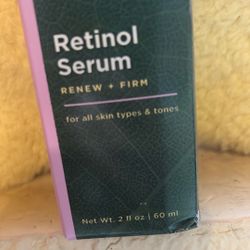 Retinol
Serum
RENEW + FIRM
for all skin types & tones
Net Wt. 2 fl oz | 60 ml